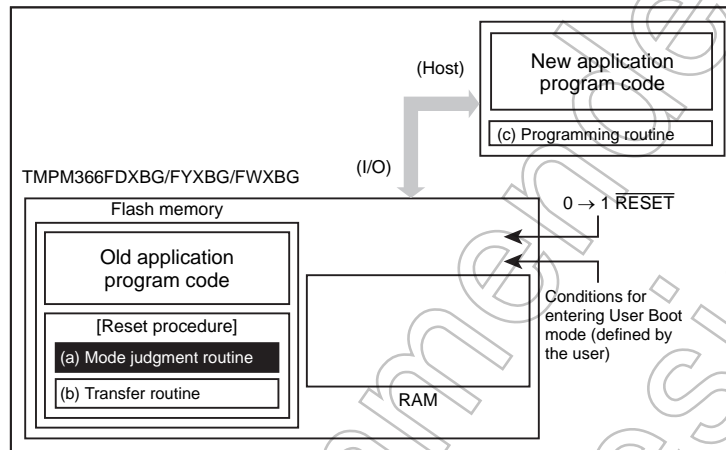 New application
program code
(Host)
(c) Programming routine
(I/O)
TMPM366FDXBG/FYXBG/FWXBG
Flash memory
0 → 1 RESET
Old application
program code
[Reset procedure]
(a) Mode judgment routine
(b) Transfer routine
RAM
Conditions for
entering User Boot
mode (defined by
the user)